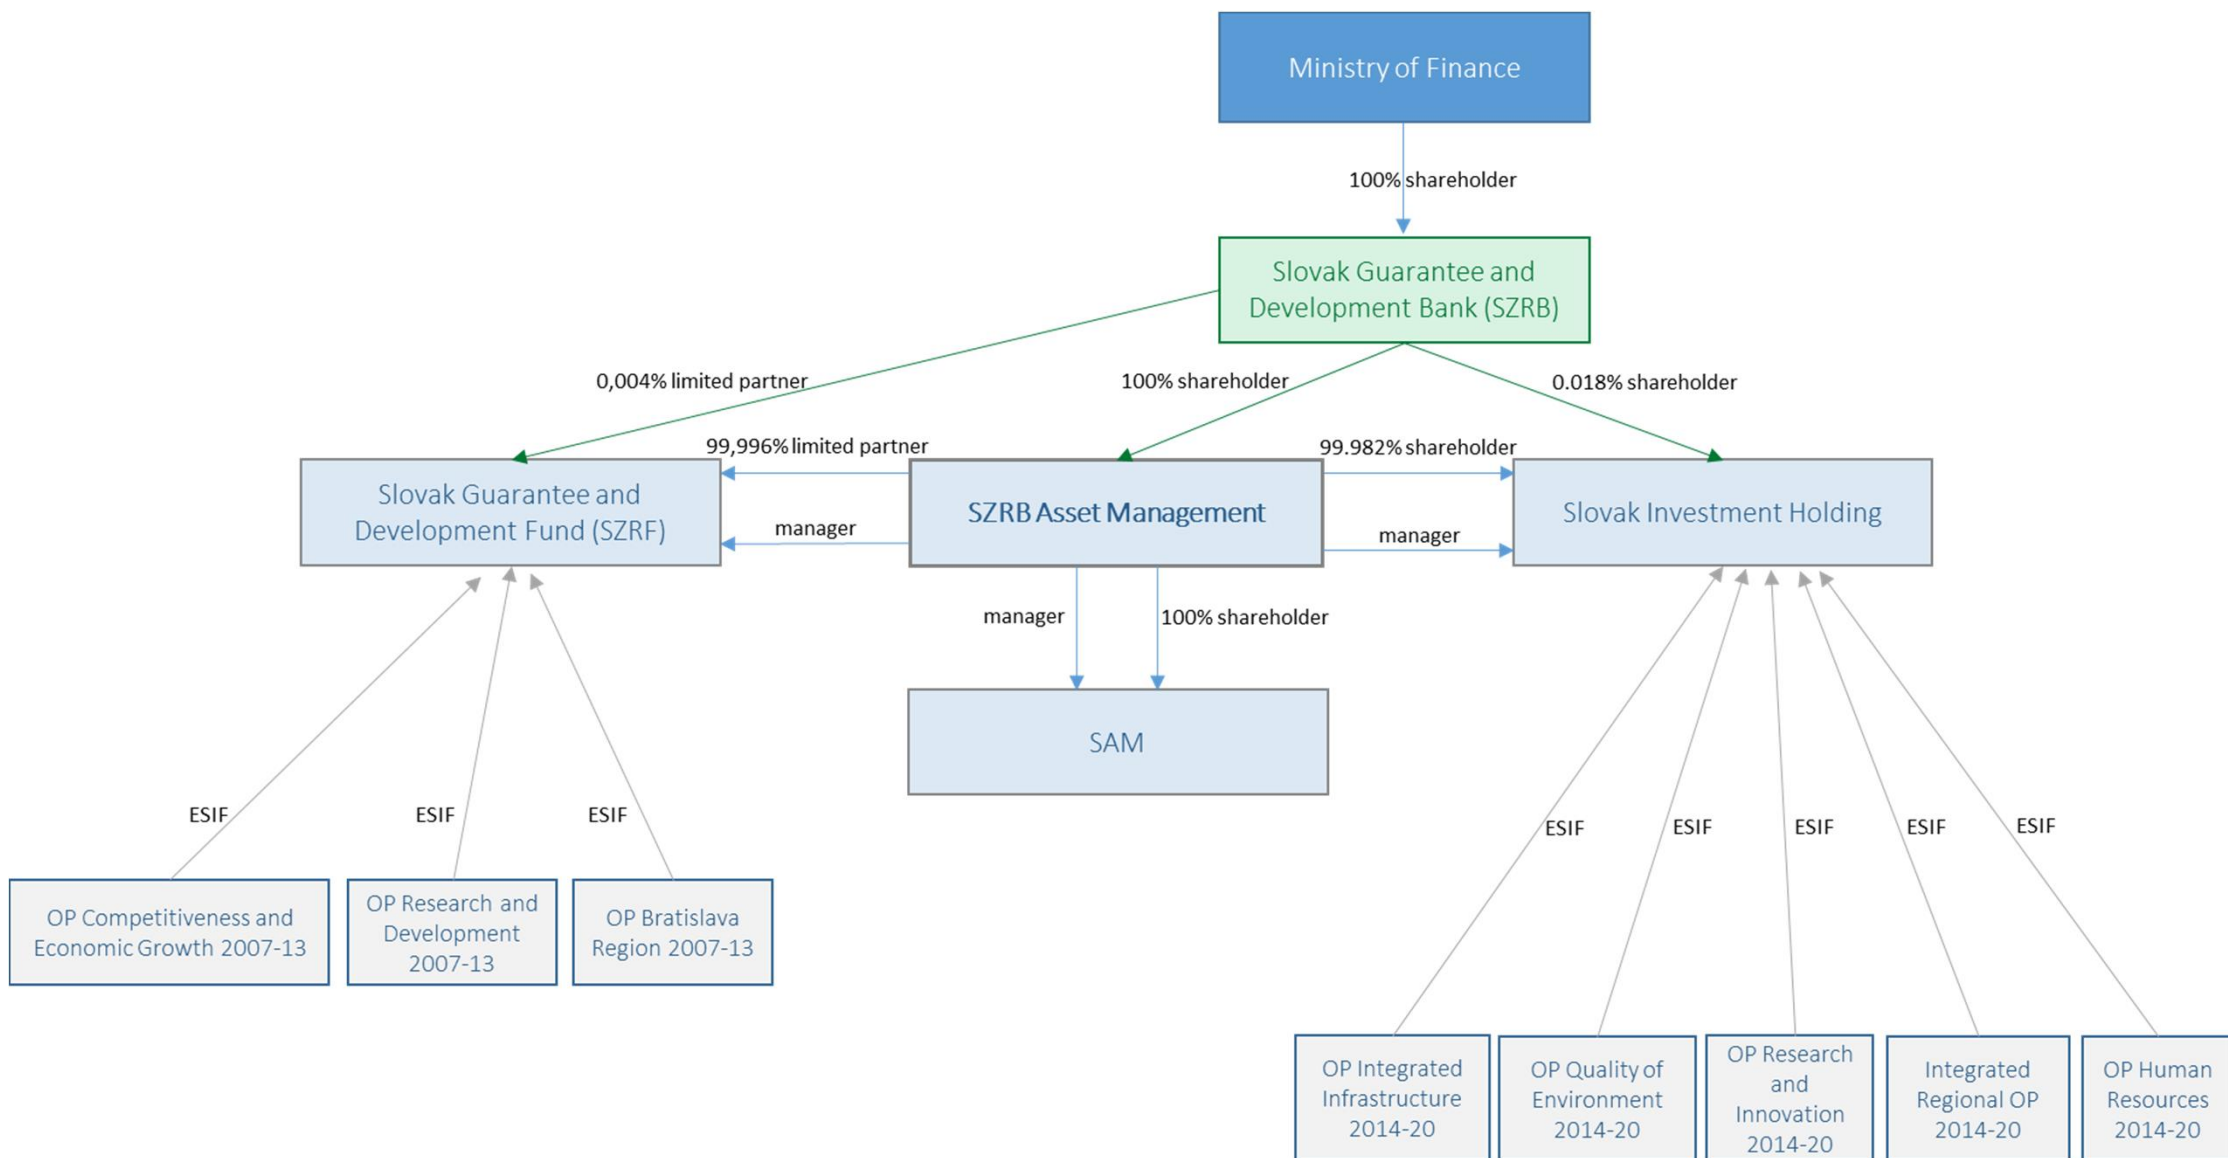 Ministry of Finance
100% shareholder
Slovak Guarantee and
Development Bank (SZRB)
0,004% limited partner
100% shareholder
0.018% shareholder
99,996% limited partner
99.982% shareholder
Slovak Guarantee and
Development Fund (SZRF)
manager
SZRB Asset Management
manager
Slovak Investment Holding
manager
100% shareholder
SAM
ESIF
ESIF
ESIF
ESIF
ESIF
ESIF
ESIF
ESIF
OP Competitiveness and
Economic Growth 2007-13
OP Research and
Development
2007-13
OP Bratislava
Region 2007-13
OP Integrated
Infrastructure
2014-20
OP Quality of
Environment
2014-20
OP Research
and
Innovation
2014-20
Integrated
Regional OP
2014-20
OP Human
Resources
2014-20